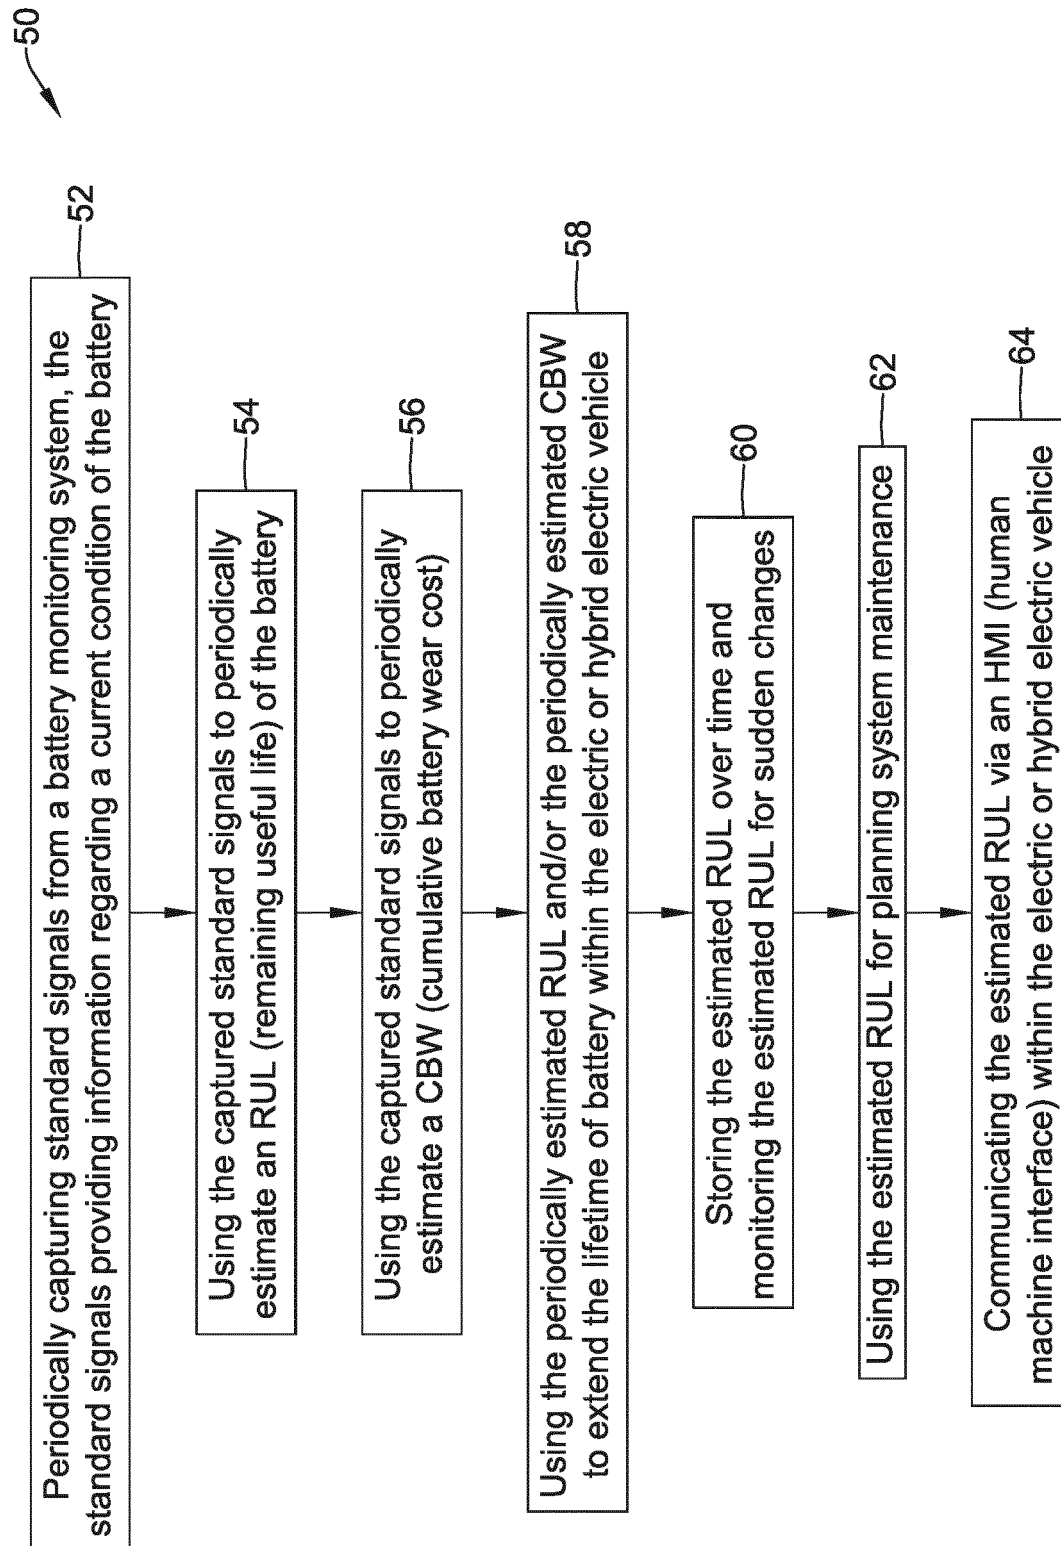 50
Periodically capturing standard signals from a battery monitoring system, the
standard signals providing information regarding a current condition of the battery
52
Using the captured standard signals to periodically
estimate an RUL (remaining useful life) of the battery
54
Using the captured standard signals to periodically
estimate a CBW (cumulative battery wear cost)
56
Using the periodically estimated RUL and/or the periodically estimated CBW
to extend the lifetime of battery within the electric or hybrid electric vehicle
58
Storing the estimated RUL over time and
monitoring the estimated RUL for sudden changes
60
Using the estimated RUL for planning system maintenance
62
Communicating the estimated RUL via an HMI (human
machine interface) within the electric or hybrid electric vehicle
64